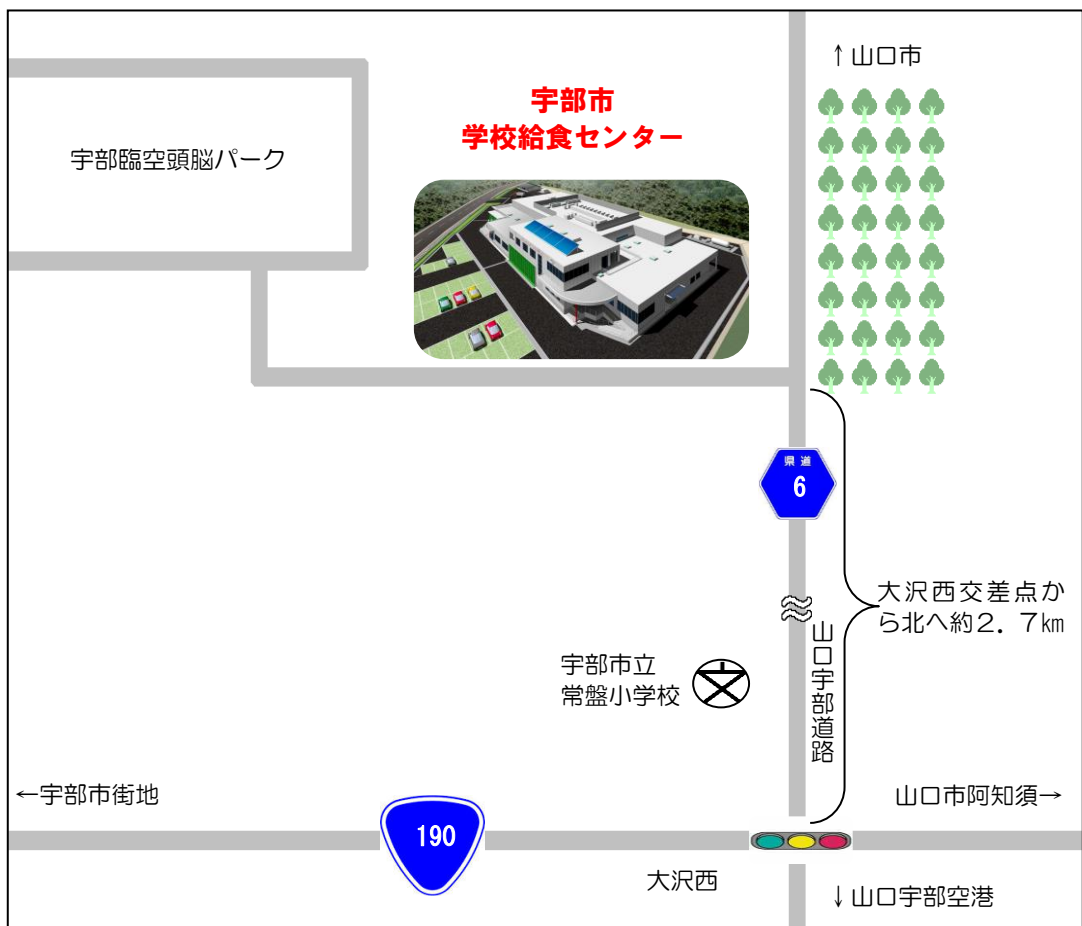 ↑山口市
宇部市
学校給食センター
宇部臨空頭脳パーク
県道
6
大沢西交差点か
ら北へ約2．7㎞
山口宇部道路
宇部市立
常盤小学校
←宇部市街地
山口市阿知須→
190
大沢西
↓山口宇部空港